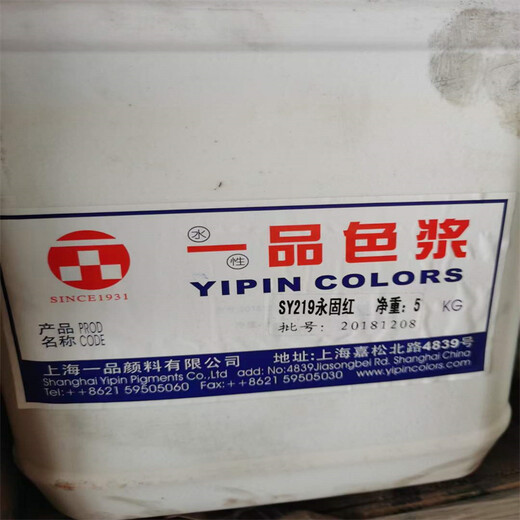 水性 一品色浆
SINCE1931
YIPIN COLORS
产品名称 PROD CODE SY219永固红 净重: 5 KG
批号: 20181208
上海一品颜料有限公司 地址:上海嘉松北路4839号
Shanghai Yipin Pigments Co.,Ltd add: No:4839Jiasongbei Rd. Shanghai China
Tel:++8621 59505060 Fax:++8621 59505030 www.yipincolors.com